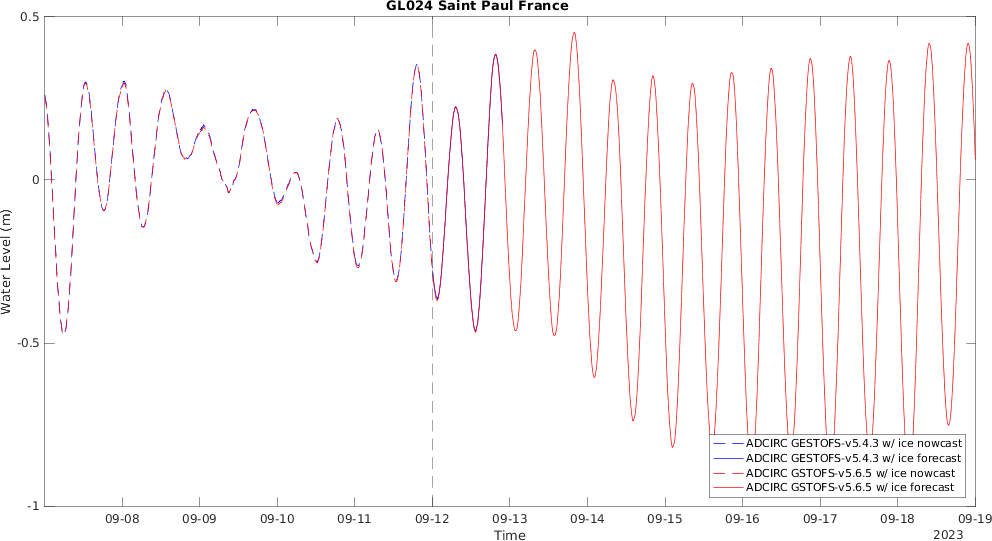 GL024 Saint Paul France
0.5
0
-0.5
-1
Water Level (m)
09-08 09-09 09-10 09-11 09-12 09-13 09-14 09-15 09-16 09-17 09-18 09-19
Time
2023
ADCIRC GESTOFS-v5.4.3 w/ ice nowcast
ADCIRC GESTOFS-v5.4.3 w/ ice forecast
ADCIRC GSTOFS-v5.6.5 w/ ice nowcast
ADCIRC GSTOFS-v5.6.5 w/ ice forecast